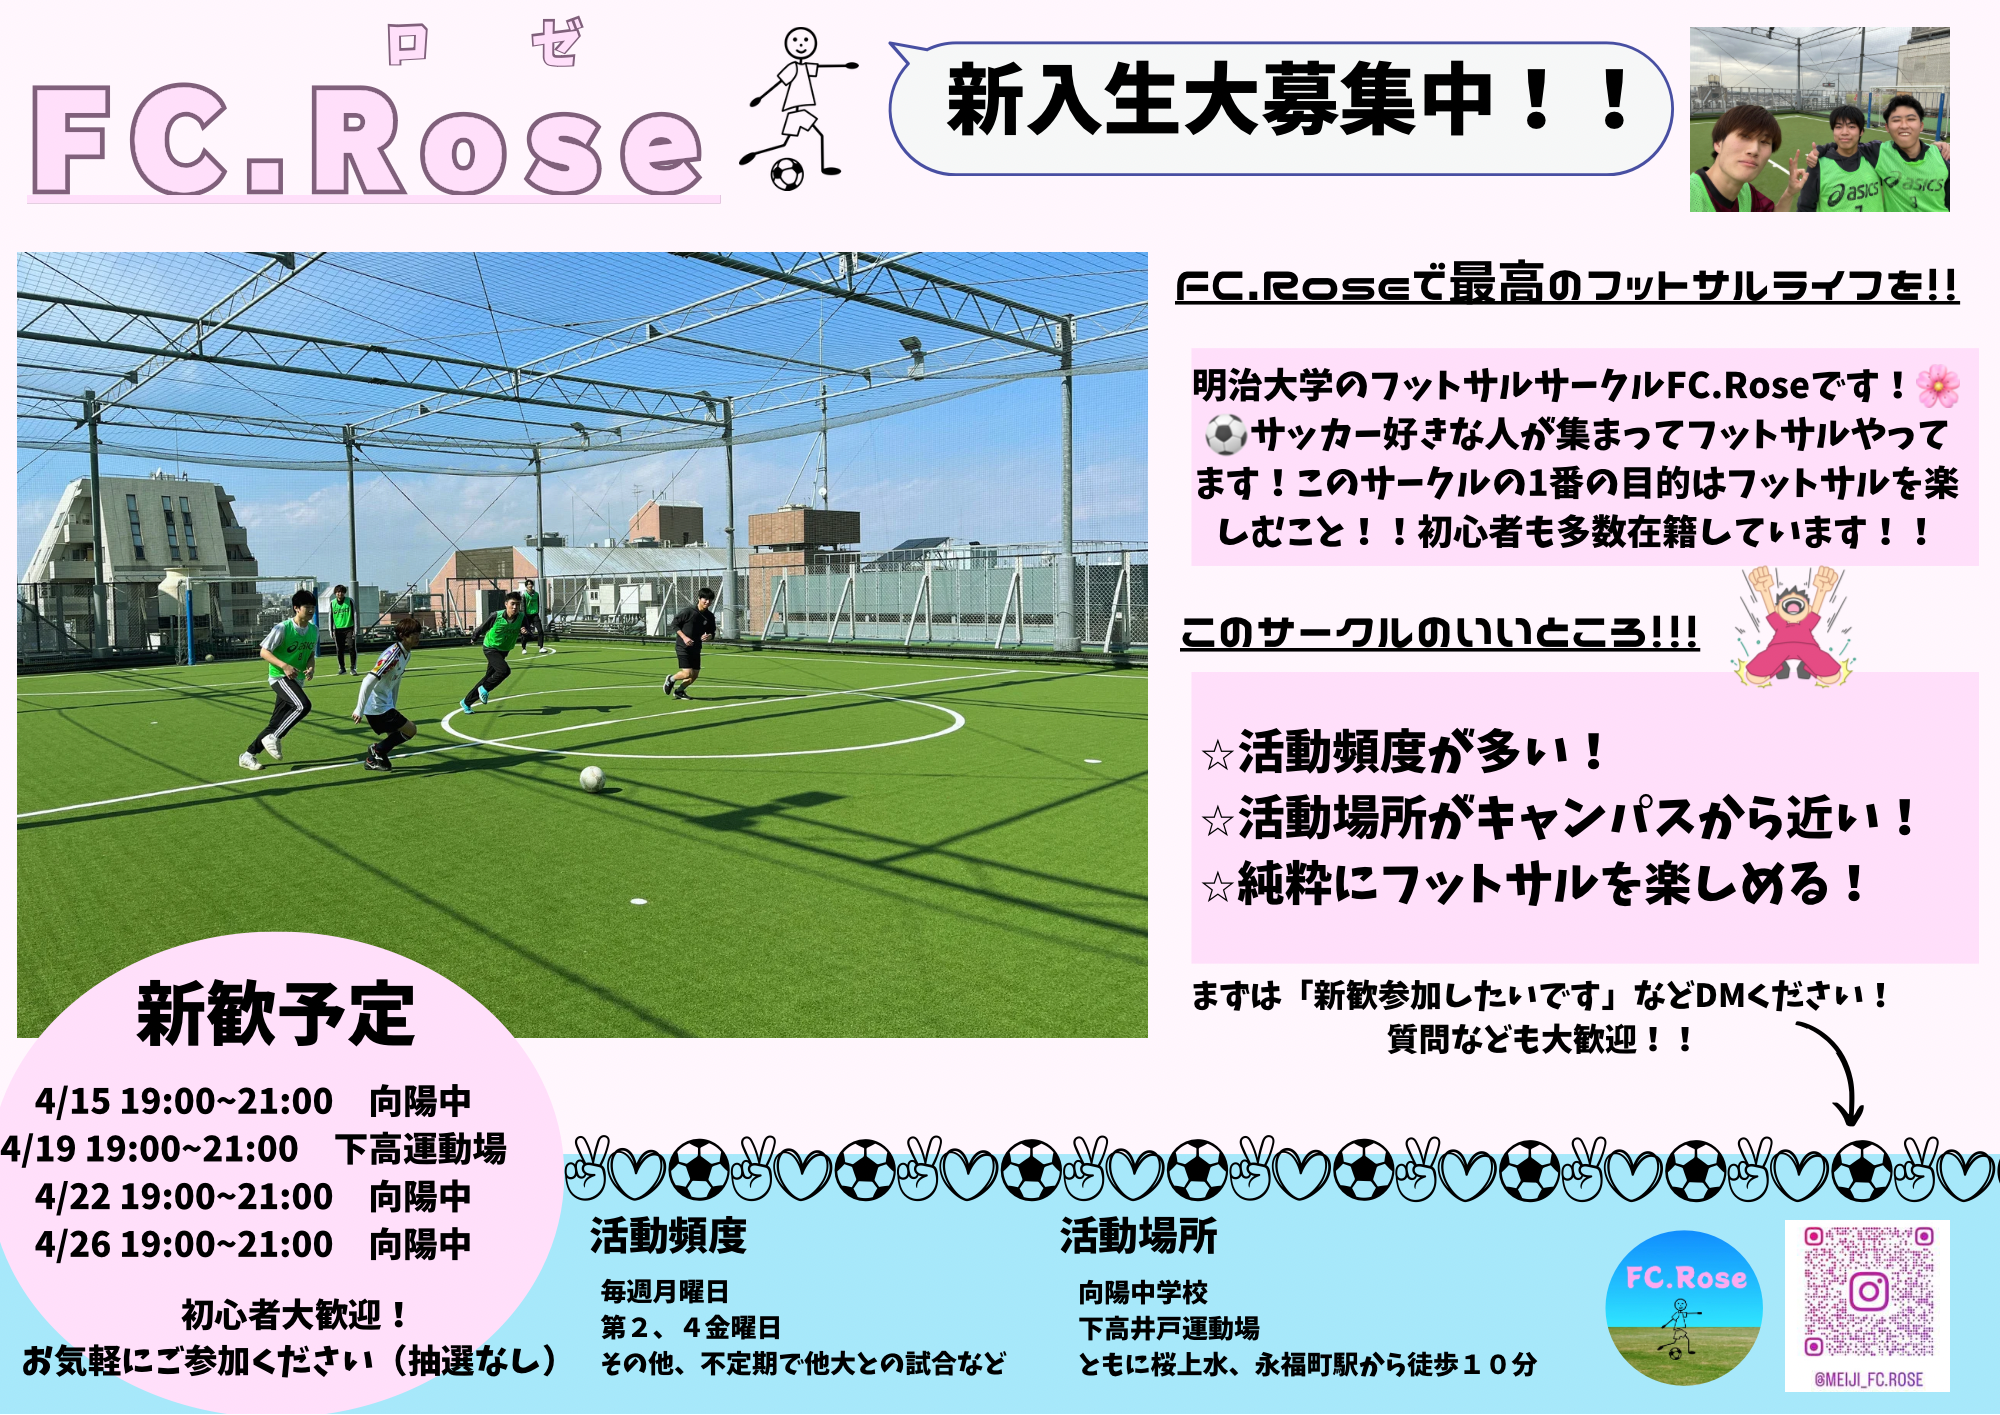 ロゼ
FC.Rose
新入生大募集中！！
asics
asics
FC.Roseで最高のフットサルライフを!!
明治大学のフットサルサークルFC.Roseです！🌸
⚽サッカー好きな人が集まってフットサルやって
ます！このサークルの1番の目的はフットサルを楽
しむこと！！初心者も多数在籍しています！！
このサークルのいいところ!!!
☆活動頻度が多い！
☆活動場所がキャンパスから近い！
☆純粋にフットサルを楽しめる！
まずは「新歓参加したいです」などDMください！
質問なども大歓迎！！
新歓予定
4/15 19:00~21:00　向陽中
4/19 19:00~21:00　下高運動場
4/22 19:00~21:00　向陽中
4/26 19:00~21:00　向陽中
初心者大歓迎！
お気軽にご参加ください（抽選なし）
活動頻度
毎週月曜日
第２、４金曜日
その他、不定期で他大との試合など
活動場所
向陽中学校
下高井戸運動場
ともに桜上水、永福町駅から徒歩１０分
FC.Rose
@MEIJI_FC.ROSE